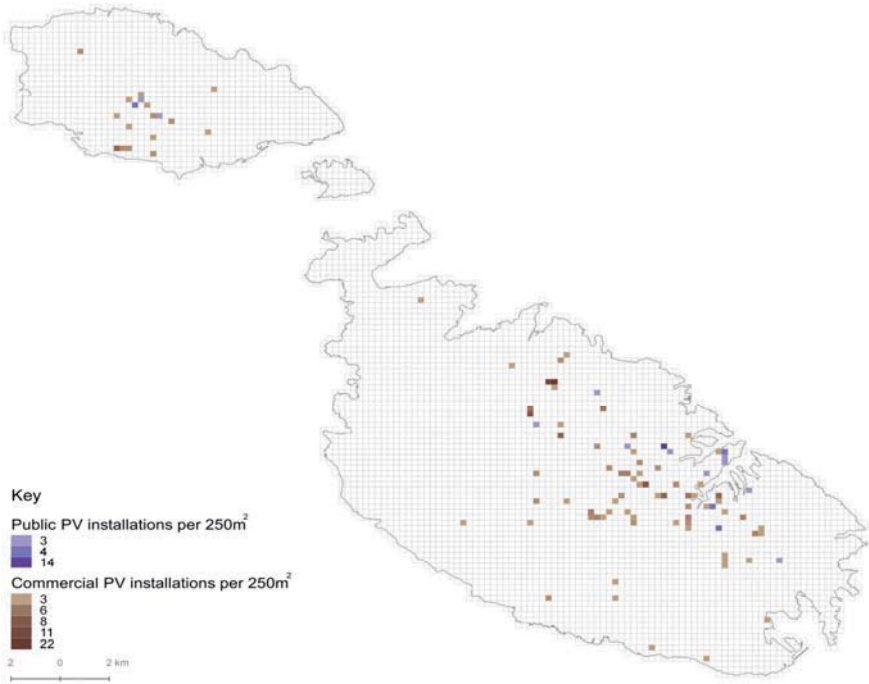 Key
Public PV installations per 250m²
3
4
14
Commercial PV installations per 250m²
3
6
8
11
22
2 0 2 km